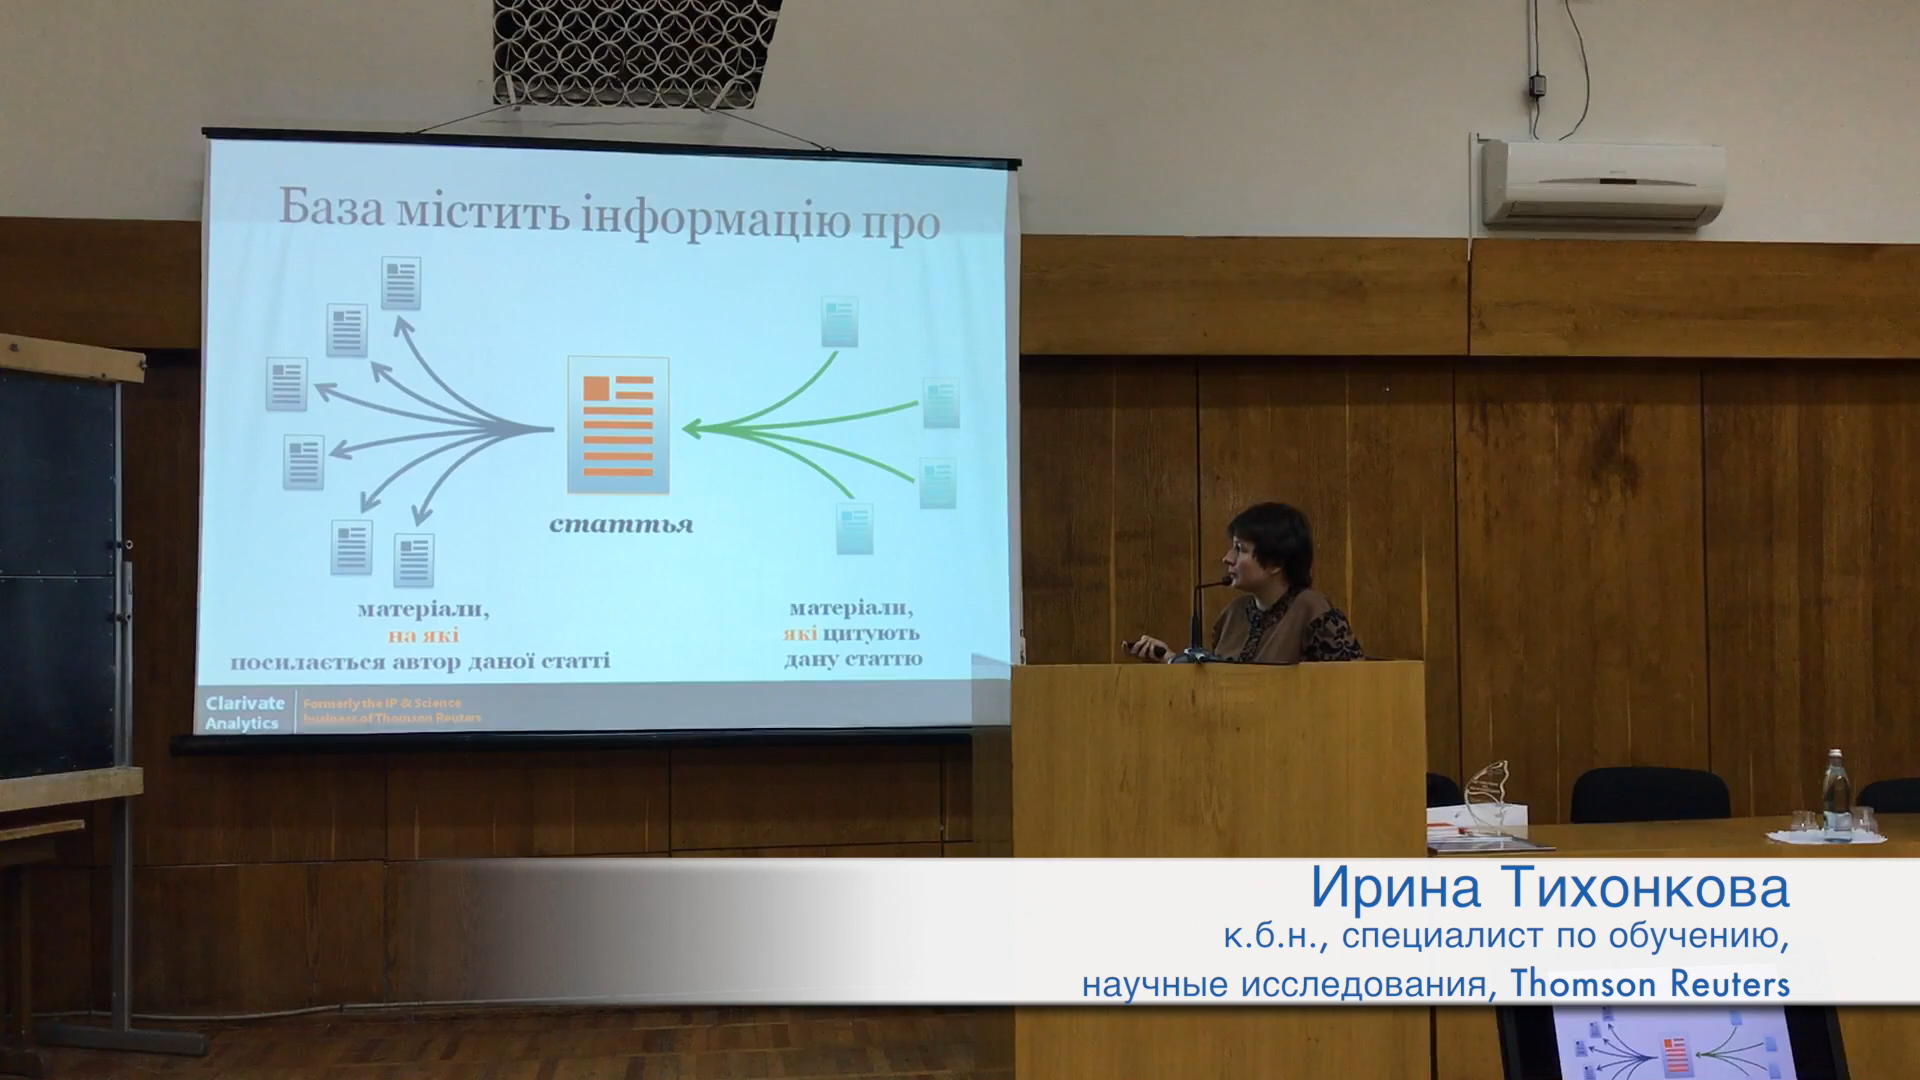 База містить інформацію про
статтья
матеріали,
на які
посилається автор даної статті
матеріали,
які цитують
дану статтю
Clarivate
Analytics
Formerly the IP & Science
business of Thomson Reuters
Ирина Тихонкова
к.б.н., специалист по обучению,
научные исследования, Thomson Reuters